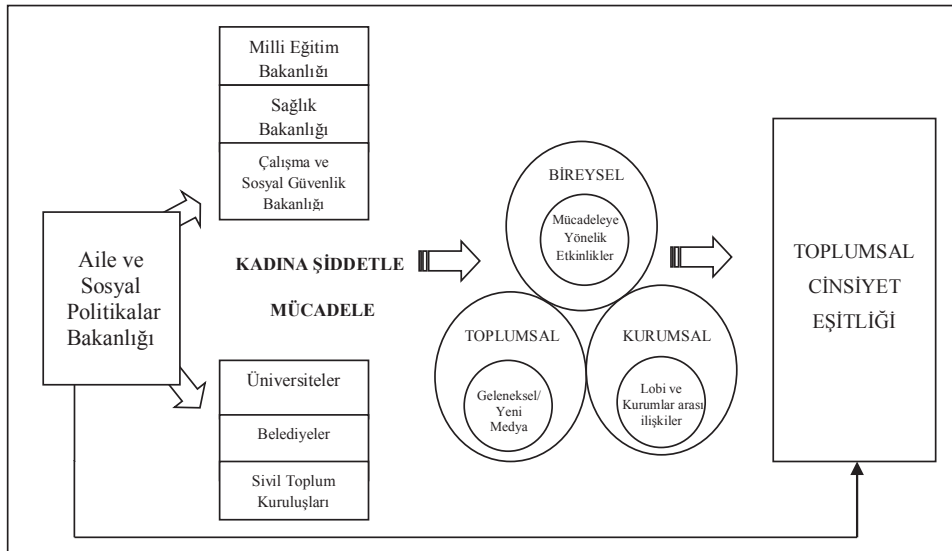 Milli Eğitim
Bakanlığı
Sağlık
Bakanlığı
Çalışma ve
Sosyal Güvenlik
Bakanlığı
Aile ve
Sosyal
Politikalar
Bakanlığı
KADINA ŞİDDETLE
MÜCADELE
Üniversiteler
Belediyeler
Sivil Toplum
Kuruluşları
BİREYSEL
Mücadeleye
Yönelik
Etkinlikler
TOPLUMSAL
Geleneksel/
Yeni
Medya
KURUMSAL
Lobi ve
Kurumlar arası
ilişkiler
TOPLUMSAL
CİNSİYET
EŞİTLİĞİ